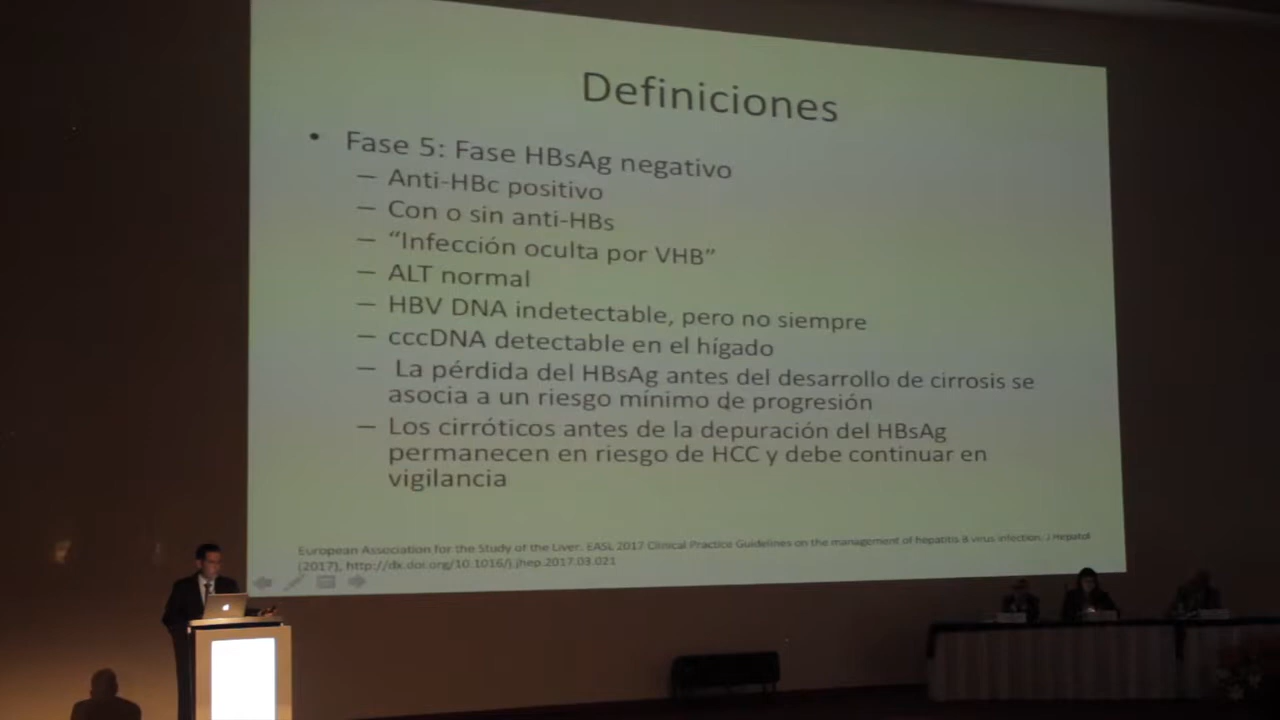 Definiciones
• Fase 5: Fase HBsAg negativo
– Anti-HBc positivo
– Con o sin anti-HBs
– “Infección oculta por VHB”
– ALT normal
– HBV DNA indetectable, pero no siempre
– cccDNA detectable en el hígado
– La pérdida del HBsAg antes del desarrollo de cirrosis se
asocia a un riesgo mínimo de progresión
– Los cirróticos antes de la depuración del HBsAg
permanecen en riesgo de HCC y debe continuar en
vigilancia
European Association for the Study of the Liver. EASL 2017 Clinical Practice Guidelines on the management of hepatitis B virus infection. J Hepatol
(2017), http://dx.doi.org/10.1016/j.jhep.2017.03.021